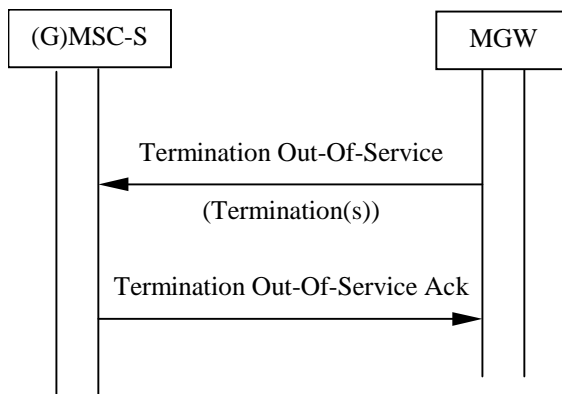 (G)MSC-S
MGW
Termination Out-Of-Service
(Termination(s))
Termination Out-Of-Service Ack